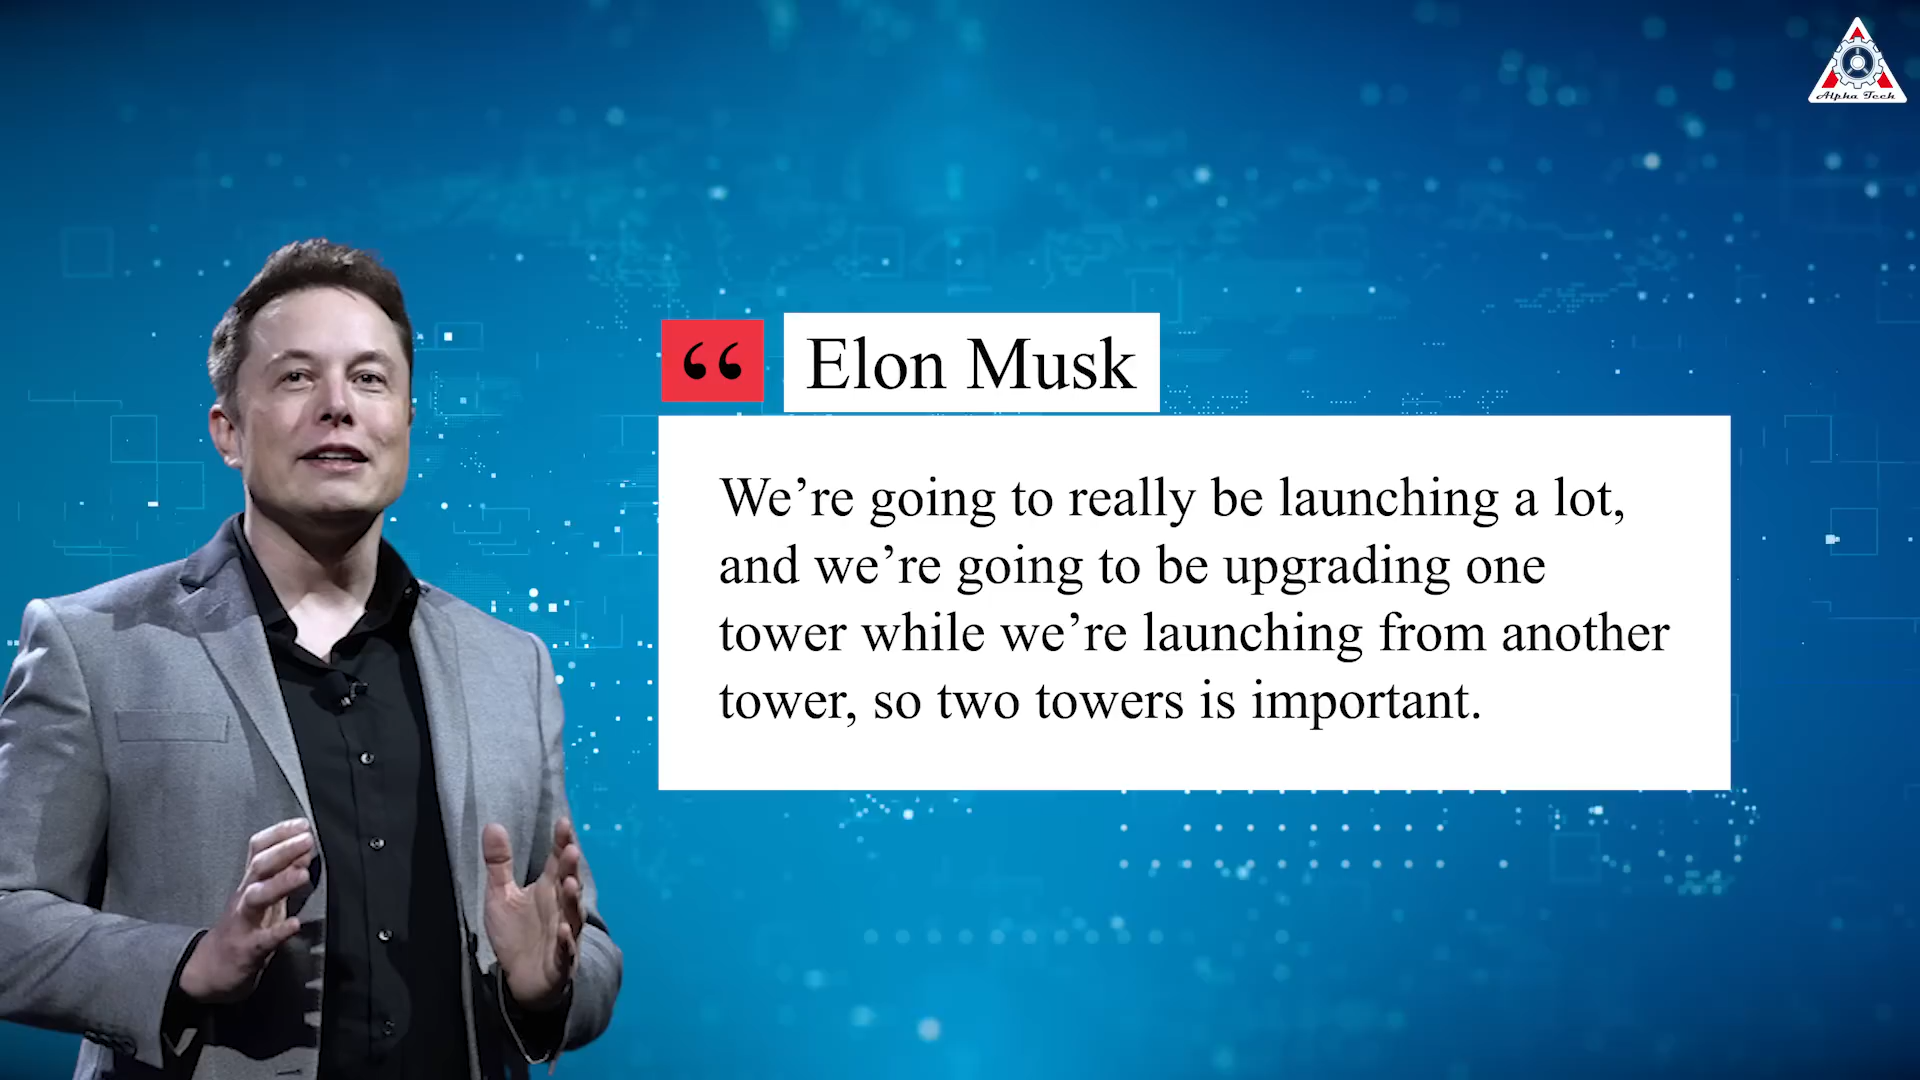 Alpha Tech
“ Elon Musk
We’re going to really be launching a lot,
and we’re going to be upgrading one
tower while we’re launching from another
tower, so two towers is important.